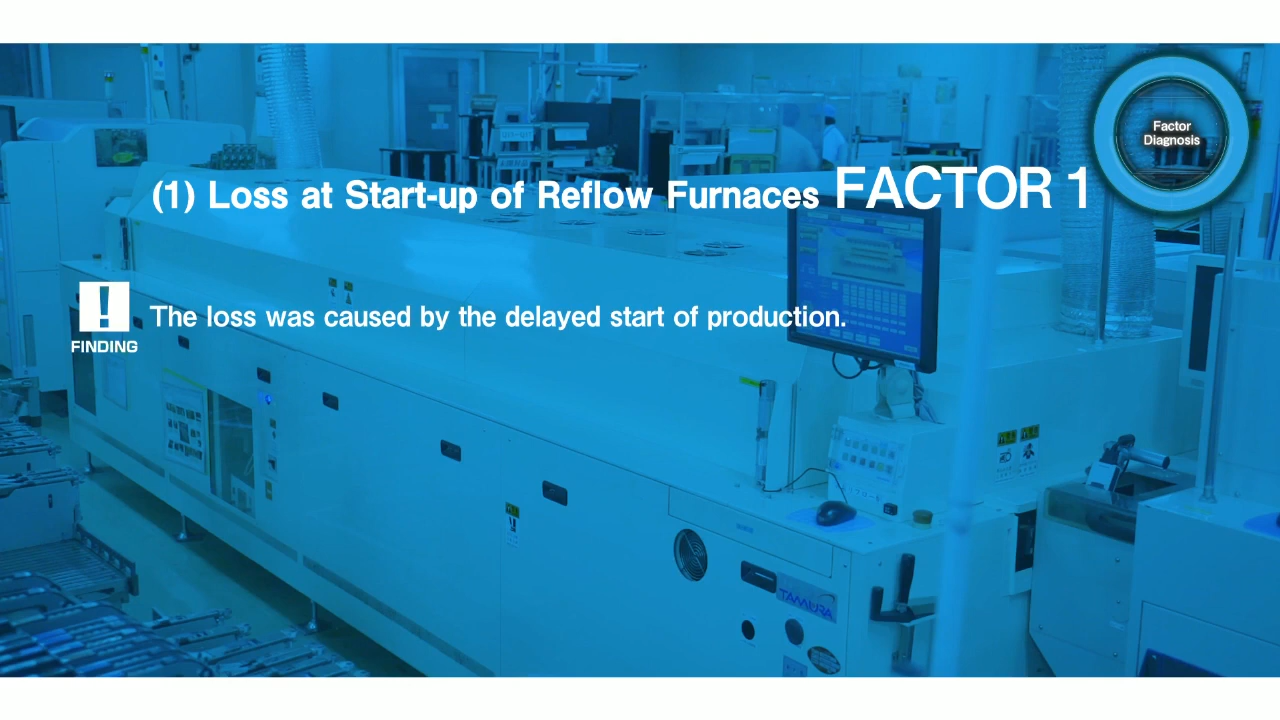 Factor
Diagnosis
(1) Loss at Start-up of Reflow Furnaces FACTOR 1
!
The loss was caused by the delayed start of production.
FINDING
TAMURA